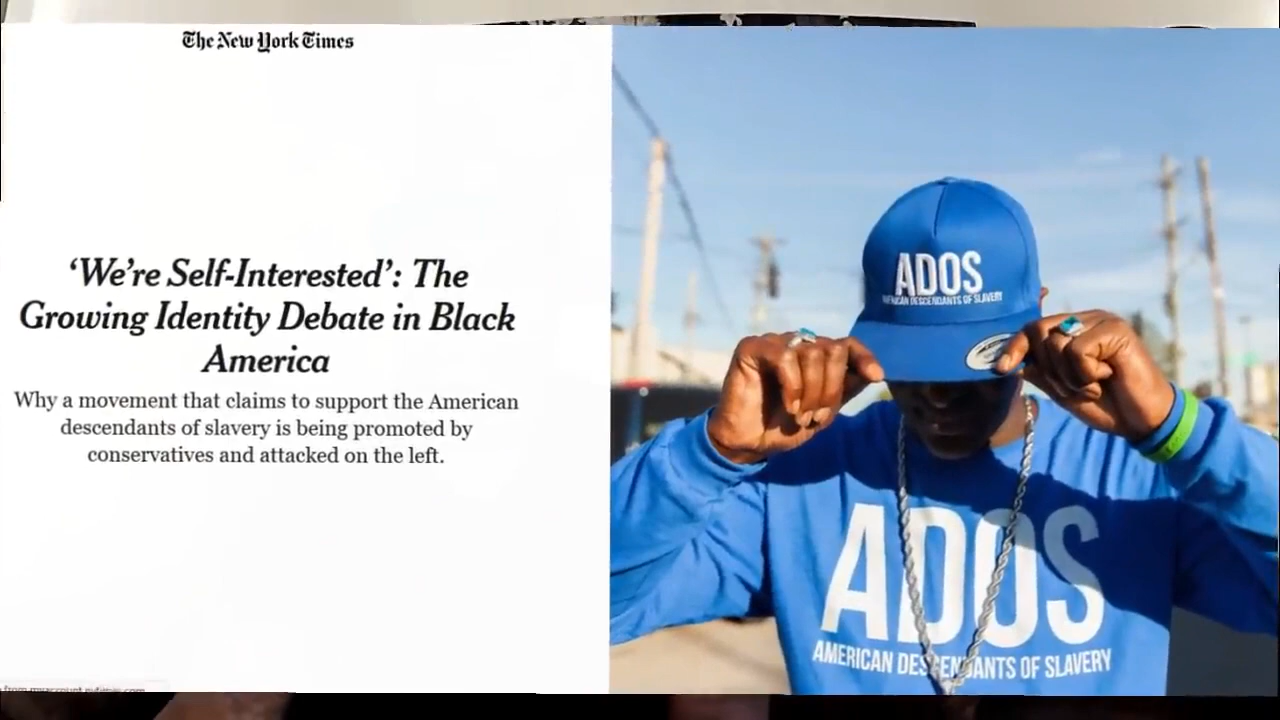 The New York Times
‘We’re Self-Interested’: The
Growing Identity Debate in Black
America
Why a movement that claims to support the American
descendants of slavery is being promoted by
conservatives and attacked on the left.
ADOS
AMERICAN DESCENDANTS OF SLAVERY
ADOS
AMERICAN DESCENDANTS OF SLAVERY